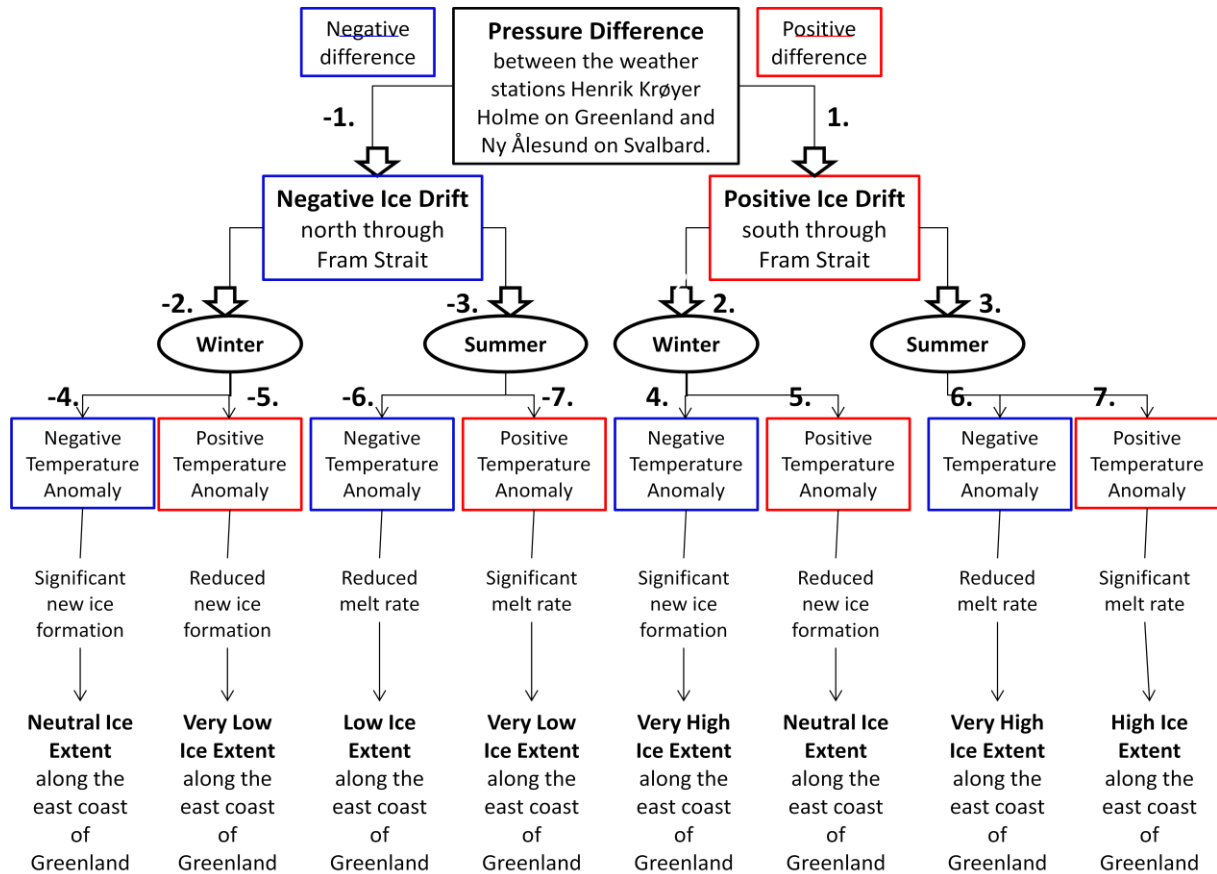 Negative
difference
Pressure Difference
between the weather
stations Henrik Krøyer
Holme on Greenland and
Ny Ålesund on Svalbard.
Positive
difference
-1.
1.
Negative Ice Drift
north through
Fram Strait
Positive Ice Drift
south through
Fram Strait
-2.
-3.
2.
3.
Winter
Summer
Winter
Summer
-4.
-5.
-6.
-7.
4.
5.
6.
7.
Negative
Temperature
Anomaly
Positive
Temperature
Anomaly
Negative
Temperature
Anomaly
Positive
Temperature
Anomaly
Negative
Temperature
Anomaly
Positive
Temperature
Anomaly
Negative
Temperature
Anomaly
Positive
Temperature
Anomaly
Significant
new ice
formation
Reduced
new ice
formation
Reduced
melt rate
Significant
melt rate
Significant
new ice
formation
Reduced
new ice
formation
Reduced
melt rate
Significant
melt rate
Neutral Ice
Extent
along the
east coast
of
Greenland
Very Low
Ice Extent
along the
east coast
of
Greenland
Low Ice
Extent
along the
east coast
of
Greenland
Very Low
Ice Extent
along the
east coast
of
Greenland
Very High
Ice Extent
along the
east coast
of
Greenland
Neutral Ice
Extent
along the
east coast
of
Greenland
Very High
Ice Extent
along the
east coast
of
Greenland
High Ice
Extent
along the
east coast
of
Greenland